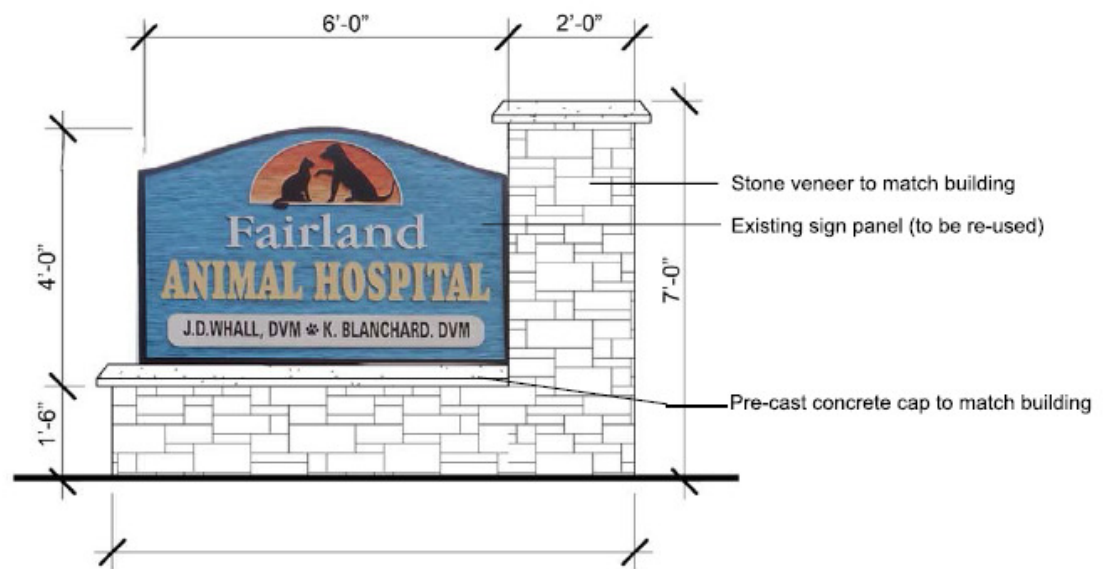 6'-0"
2'-0"
4'-0"
1'-6"
7'-0"
Fairland
ANIMAL HOSPITAL
J.D.WHALL, DVM K. BLANCHARD. DVM
Stone veneer to match building
Existing sign panel (to be re-used)
Pre-cast concrete cap to match building